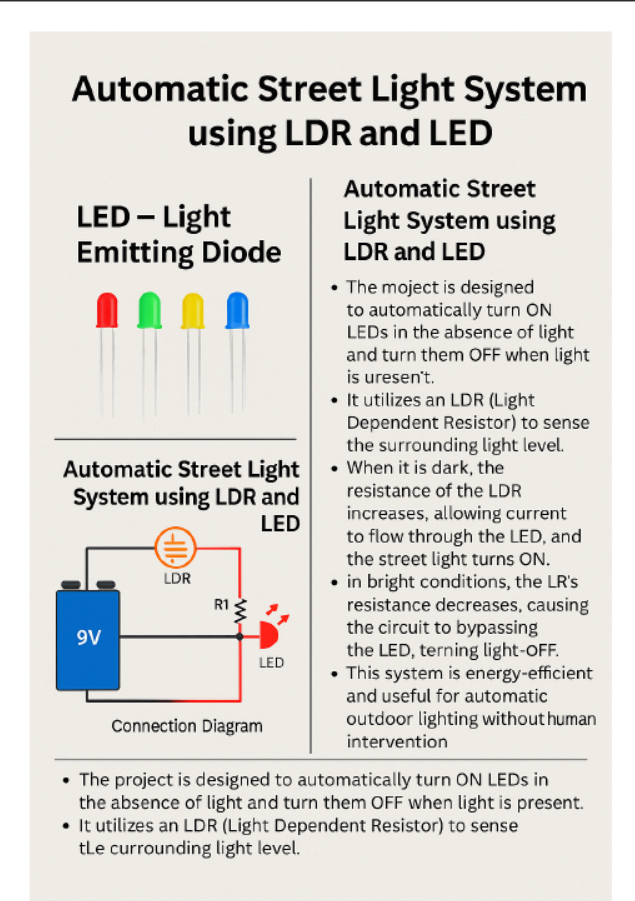 Automatic Street Light System
using LDR and LED
LED – Light
Emitting Diode
Automatic Street Light
System using LDR and
LED
LDR
R1
9V
LED
Connection Diagram
Automatic Street
Light System using
LDR and LED
• The moject is designed
to automatically turn ON
LEDs in the absence of light
and turn them OFF when light
is uresen't.
• It utilizes an LDR (Light
Dependent Resistor) to sense
the surrounding light level.
• When it is dark, the
resistance of the LDR
increases, allowing current
to flow through the LED, and
the street light turns ON.
• in bright conditions, the LR's
resistance decreases, causing
the circuit to bypassing
the LED, terning light-OFF.
• This system is energy-efficient
and useful for automatic
outdoor lighting without human
intervention
• The project is designed to automatically turn ON LEDs in
the absence of light and turn them OFF when light is present.
• It utilizes an LDR (Light Dependent Resistor) to sense
tLe currounding light level.